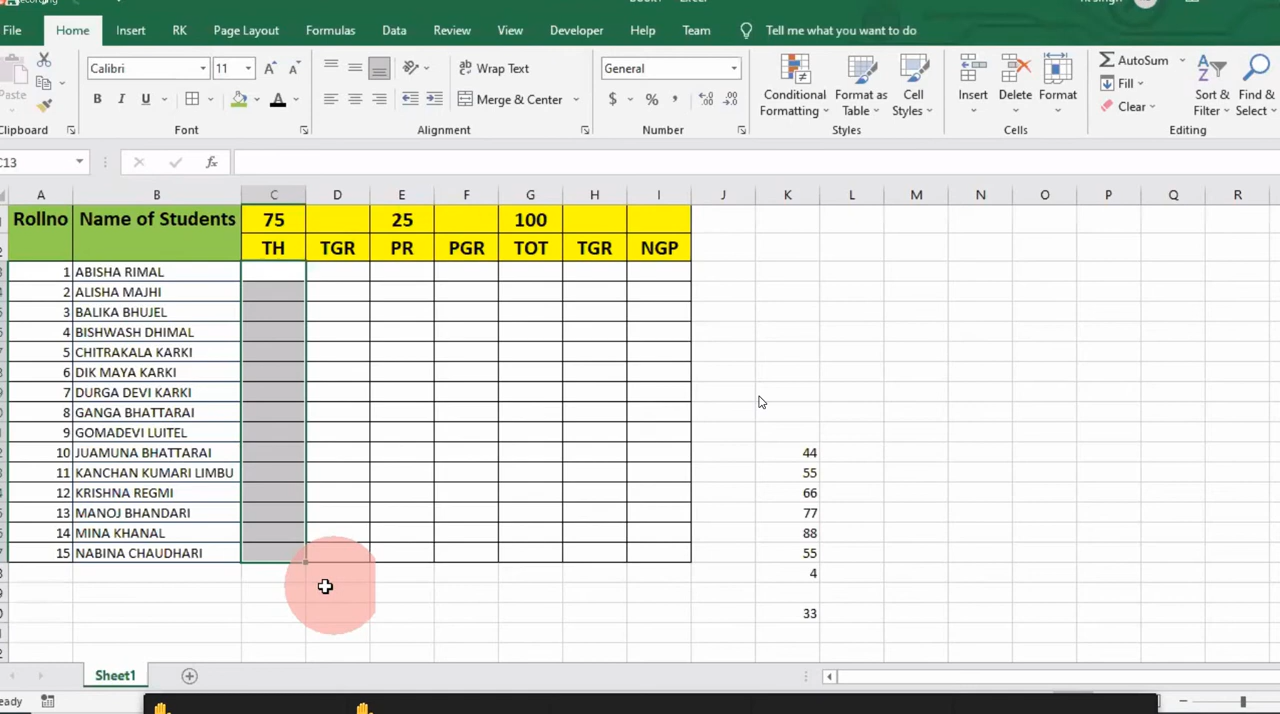 File Home Insert RK Page Layout Formulas Data Review View Developer Help Team Tell me what you want to do
Calibri 11 Wrap Text General AutoSum
Paste B I U Merge & Center $ % Conditional Formatting Format as Table Cell Styles Insert Delete Format Fill Clear Sort & Filter Find & Select
Clipboard Font Alignment Number Styles Cells Editing
C13 fx
A B C D E F G H I J K L M N O P Q R
Rollno Name of Students 75 25 100
TH TGR PR PGR TOT TGR NGP
1 ABISHA RIMAL
2 ALISHA MAJHI
3 BALIKA BHUJEL
4 BISHWASH DHIMAL
5 CHITRAKALA KARKI
6 DIK MAYA KARKI
7 DURGA DEVI KARKI
8 GANGA BHATTARAI
9 GOMADEVI LUITEL
10 JUAMUNA BHATTARAI 44
11 KANCHAN KUMARI LIMBU 55
12 KRISHNA REGMI 66
13 MANOJ BHANDARI 77
14 MINA KHANAL 88
15 NABINA CHAUDHARI 55
4
33
Sheet1